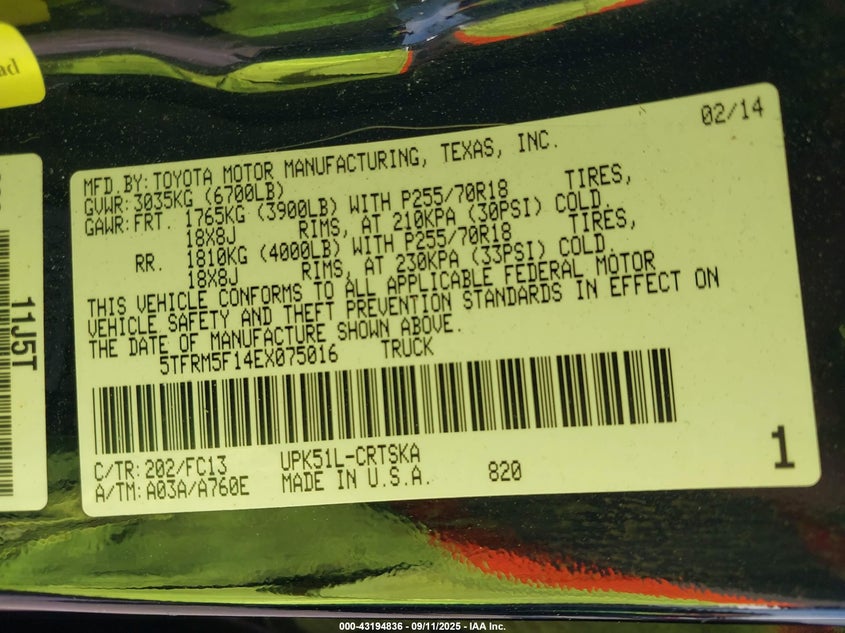 ad
11J5T
02/14
MFD.BY:TOYOTA MOTOR MANUFACTURING, TEXAS, INC.
GVWR:3035KG (6700LB)
GAWR:FRT. 1765KG (3900LB) WITH P255/70R18 TIRES,
18X8J RIMS, AT 210KPA (30PSI) COLD.
RR. 1810KG (4000LB) WITH P255/70R18 TIRES,
18X8J RIMS, AT 230KPA (33PSI) COLD.
THIS VEHICLE CONFORMS TO ALL APPLICABLE FEDERAL MOTOR
VEHICLE SAFETY AND THEFT PREVENTION STANDARDS IN EFFECT ON
THE DATE OF MANUFACTURE SHOWN ABOVE.
5TFRM5F14EX075016 TRUCK
C/TR:202/FC13 UPK51L-CRTSKA
A/TM:A03A/A760E MADE IN U.S.A. 820
1
000-43194836 - 09/11/2025 - IAA Inc.